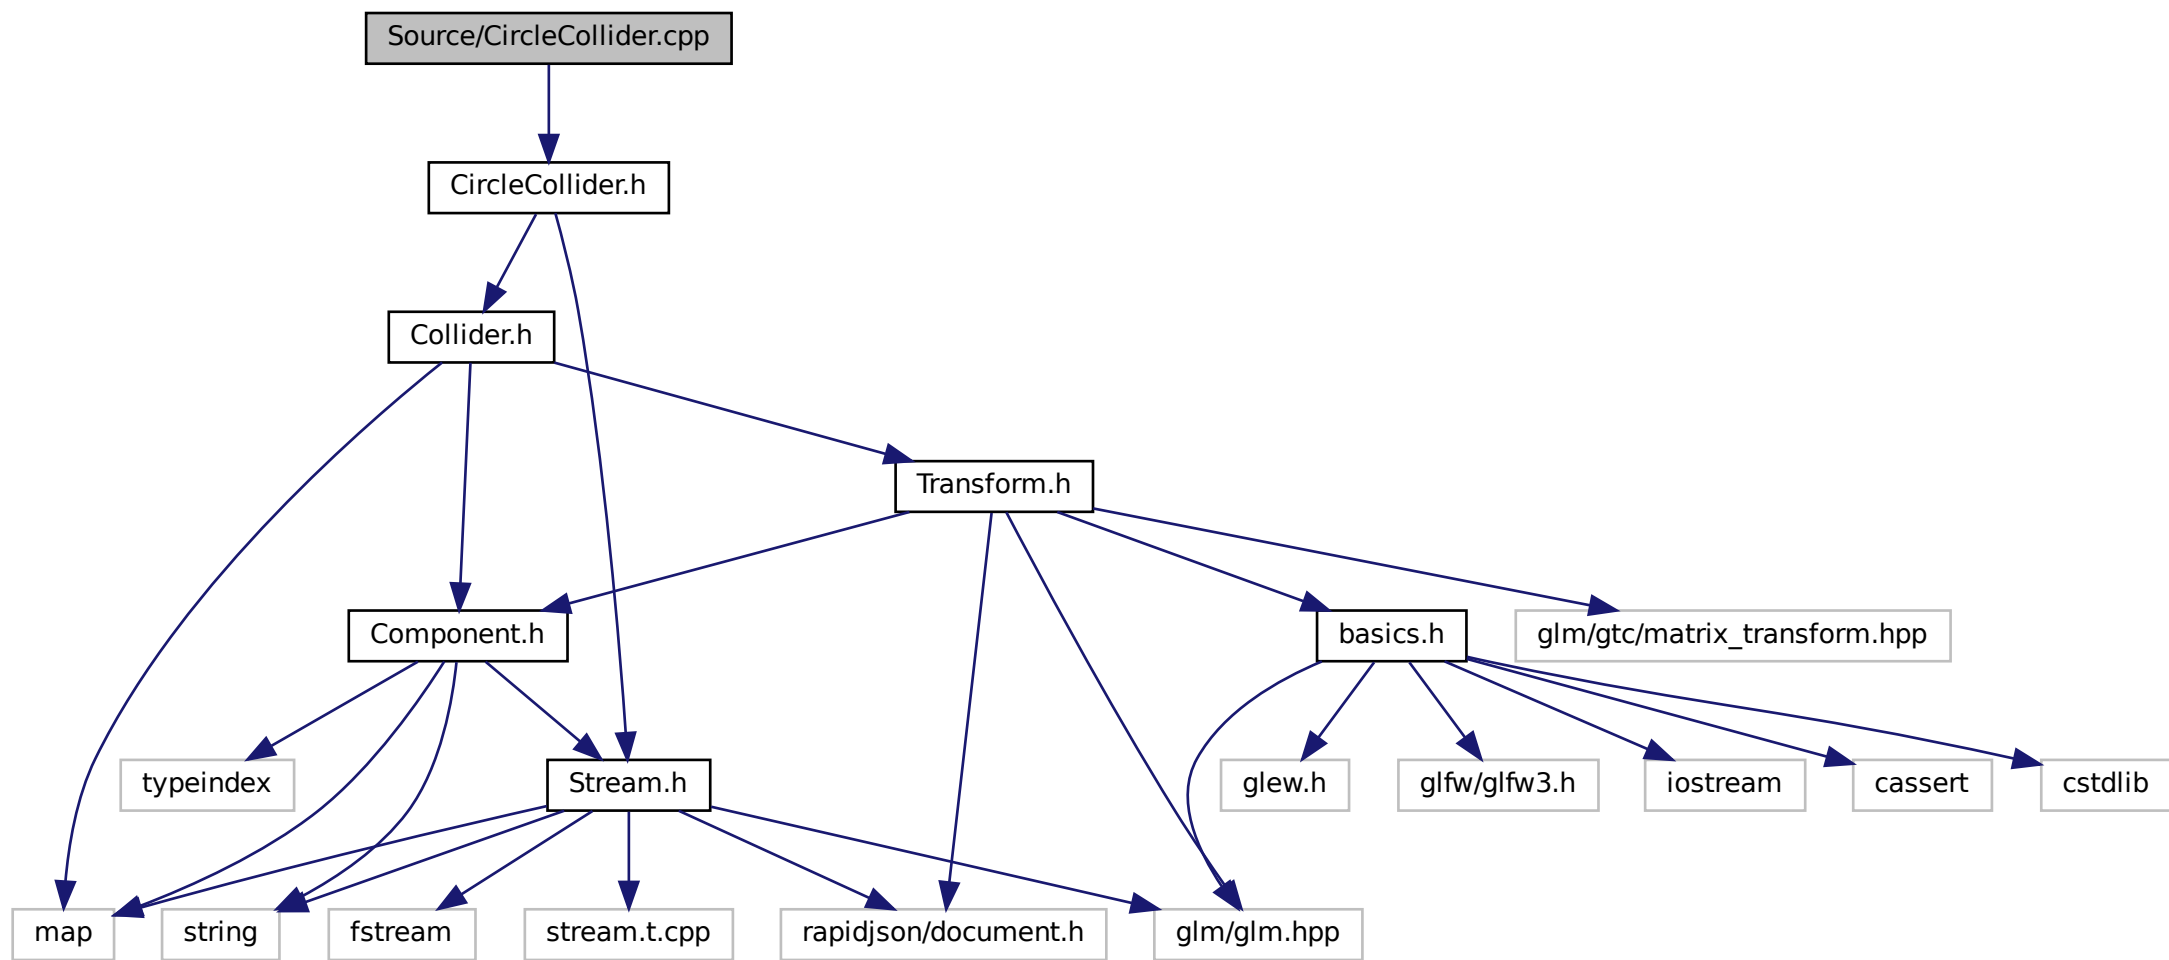 Source/CircleCollider.cpp
CircleCollider.h
Collider.h
Transform.h
Component.h
basics.h
glm/gtc/matrix_transform.hpp
typeindex
Stream.h
glew.h
glfw/glfw3.h
iostream
cassert
cstdlib
map
string
fstream
stream.t.cpp
rapidjson/document.h
glm/glm.hpp